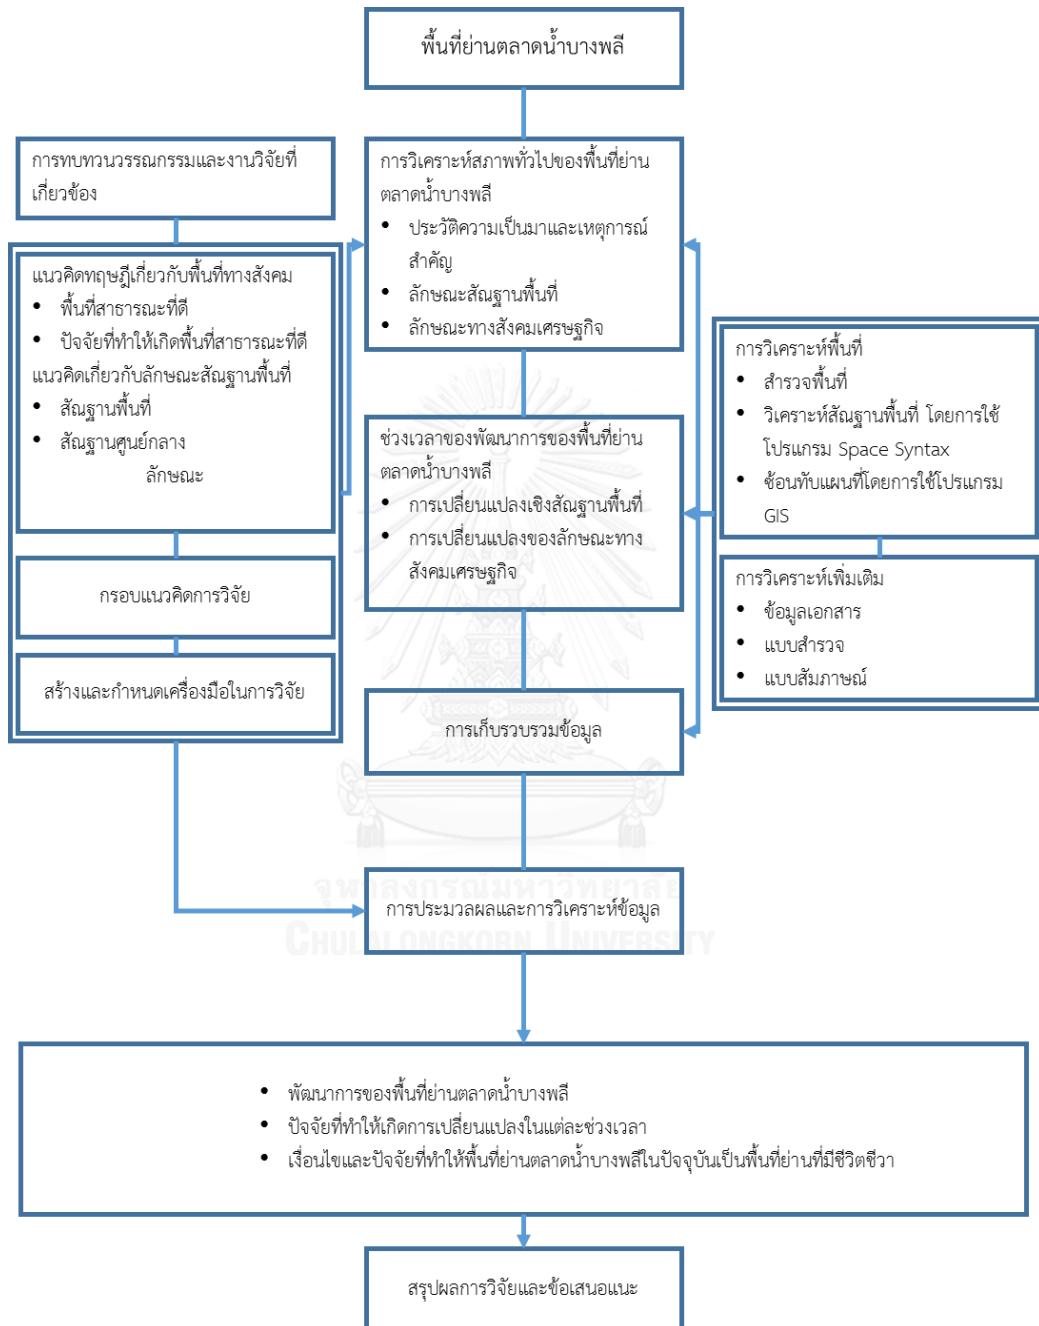 พื้นที่ย่านตลาดน้ำบางพลี
การทบทวนวรรณกรรมและงานวิจัยที่
เกี่ยวข้อง
แนวคิดทฤษฎีเกี่ยวกับพื้นที่ทางสังคม
• พื้นที่สาธารณะที่ดี
• ปัจจัยที่ทำให้เกิดพื้นที่สาธารณะที่ดี
แนวคิดเกี่ยวกับลักษณะสัณฐานพื้นที่
• สัณฐานพื้นที่
• สัณฐานศูนย์กลาง
ลักษณะ
กรอบแนวคิดการวิจัย
สร้างและกำหนดเครื่องมือในการวิจัย
การวิเคราะห์สภาพทั่วไปของพื้นที่ย่าน
ตลาดน้ำบางพลี
• ประวัติความเป็นมาและเหตุการณ์
สำคัญ
• ลักษณะสัณฐานพื้นที่
• ลักษณะทางสังคมเศรษฐกิจ
ช่วงเวลาของพัฒนาการของพื้นที่ย่าน
ตลาดน้ำบางพลี
• การเปลี่ยนแปลงเชิงสัณฐานพื้นที่
• การเปลี่ยนแปลงของลักษณะทาง
สังคมเศรษฐกิจ
การเก็บรวบรวมข้อมูล
การวิเคราะห์พื้นที่
• สำรวจพื้นที่
• วิเคราะห์สัณฐานพื้นที่ โดยการใช้
โปรแกรม Space Syntax
• ซ้อนทับแผนที่โดยการใช้โปรแกรม
GIS
การวิเคราะห์เพิ่มเติม
• ข้อมูลเอกสาร
• แบบสำรวจ
• แบบสัมภาษณ์
จุฬาลงกรณ์มหาวิทยาลัย
CHULALONGKORN UNIVERSITY
การประมวลผลและการวิเคราะห์ข้อมูล
• พัฒนาการของพื้นที่ย่านตลาดน้ำบางพลี
• ปัจจัยที่ทำให้เกิดการเปลี่ยนแปลงในแต่ละช่วงเวลา
• เงื่อนไขและปัจจัยที่ทำให้พื้นที่ย่านตลาดน้ำบางพลีในปัจจุบันเป็นพื้นที่ย่านที่มีชีวิตชีวา
สรุปผลการวิจัยและข้อเสนอแนะ